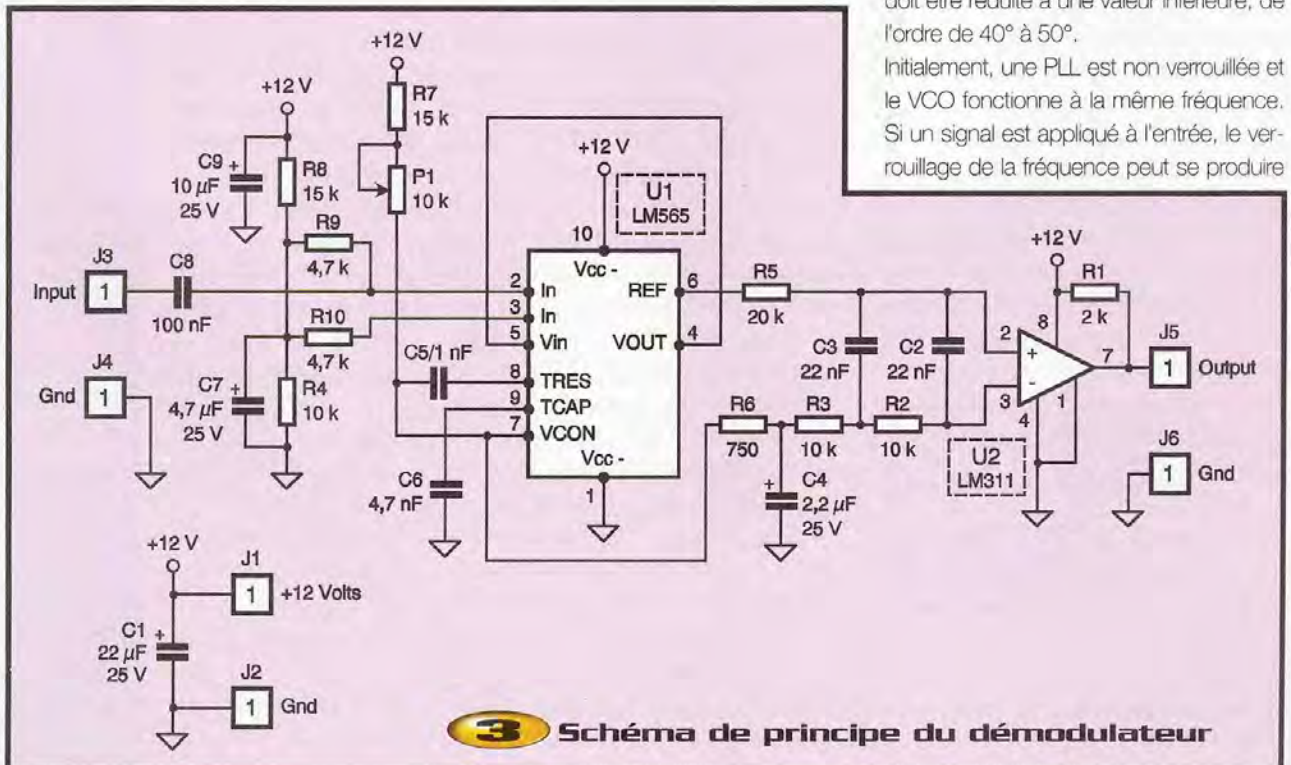 doit être réduite à une valeur inférieure, de
l'ordre de 40° à 50°.
Initialement, une PLL est non verrouillée et
le VCO fonctionne à la même fréquence.
Si un signal est appliqué à l'entrée, le ver-
rouillage de la fréquence peut se produire
+12 V
R7
15 k
P1
10 k
+12 V
C9
10 µF
25 V
+
R8
15 k
R9
4,7 k
J3
Input
1
C8
100 nF
J4
Gnd
1
R10
4,7 k
C7
4,7 µF
25 V
+
R4
10 k
C5/1 nF
C6
4,7 nF
+12 V
U1
LM565
10
Vcc -
2 In
3 In
5 Vin
8 TRES
9 TCAP
7 VCON
REF 6
VOUT 4
Vcc -
1
R5
20 k
C3
22 nF
C2
22 nF
R6
750
R3
10 k
R2
10 k
C4
2,2 µF
25 V
+
+12 V
R1
2 k
2
+
3
-
8
7
4
1
U2
LM311
J5
1
Output
J6
1
Gnd
+12 V
J1
1
+12 Volts
C1
22 µF
25 V
+
J2
1
Gnd
3 Schéma de principe du démodulateur